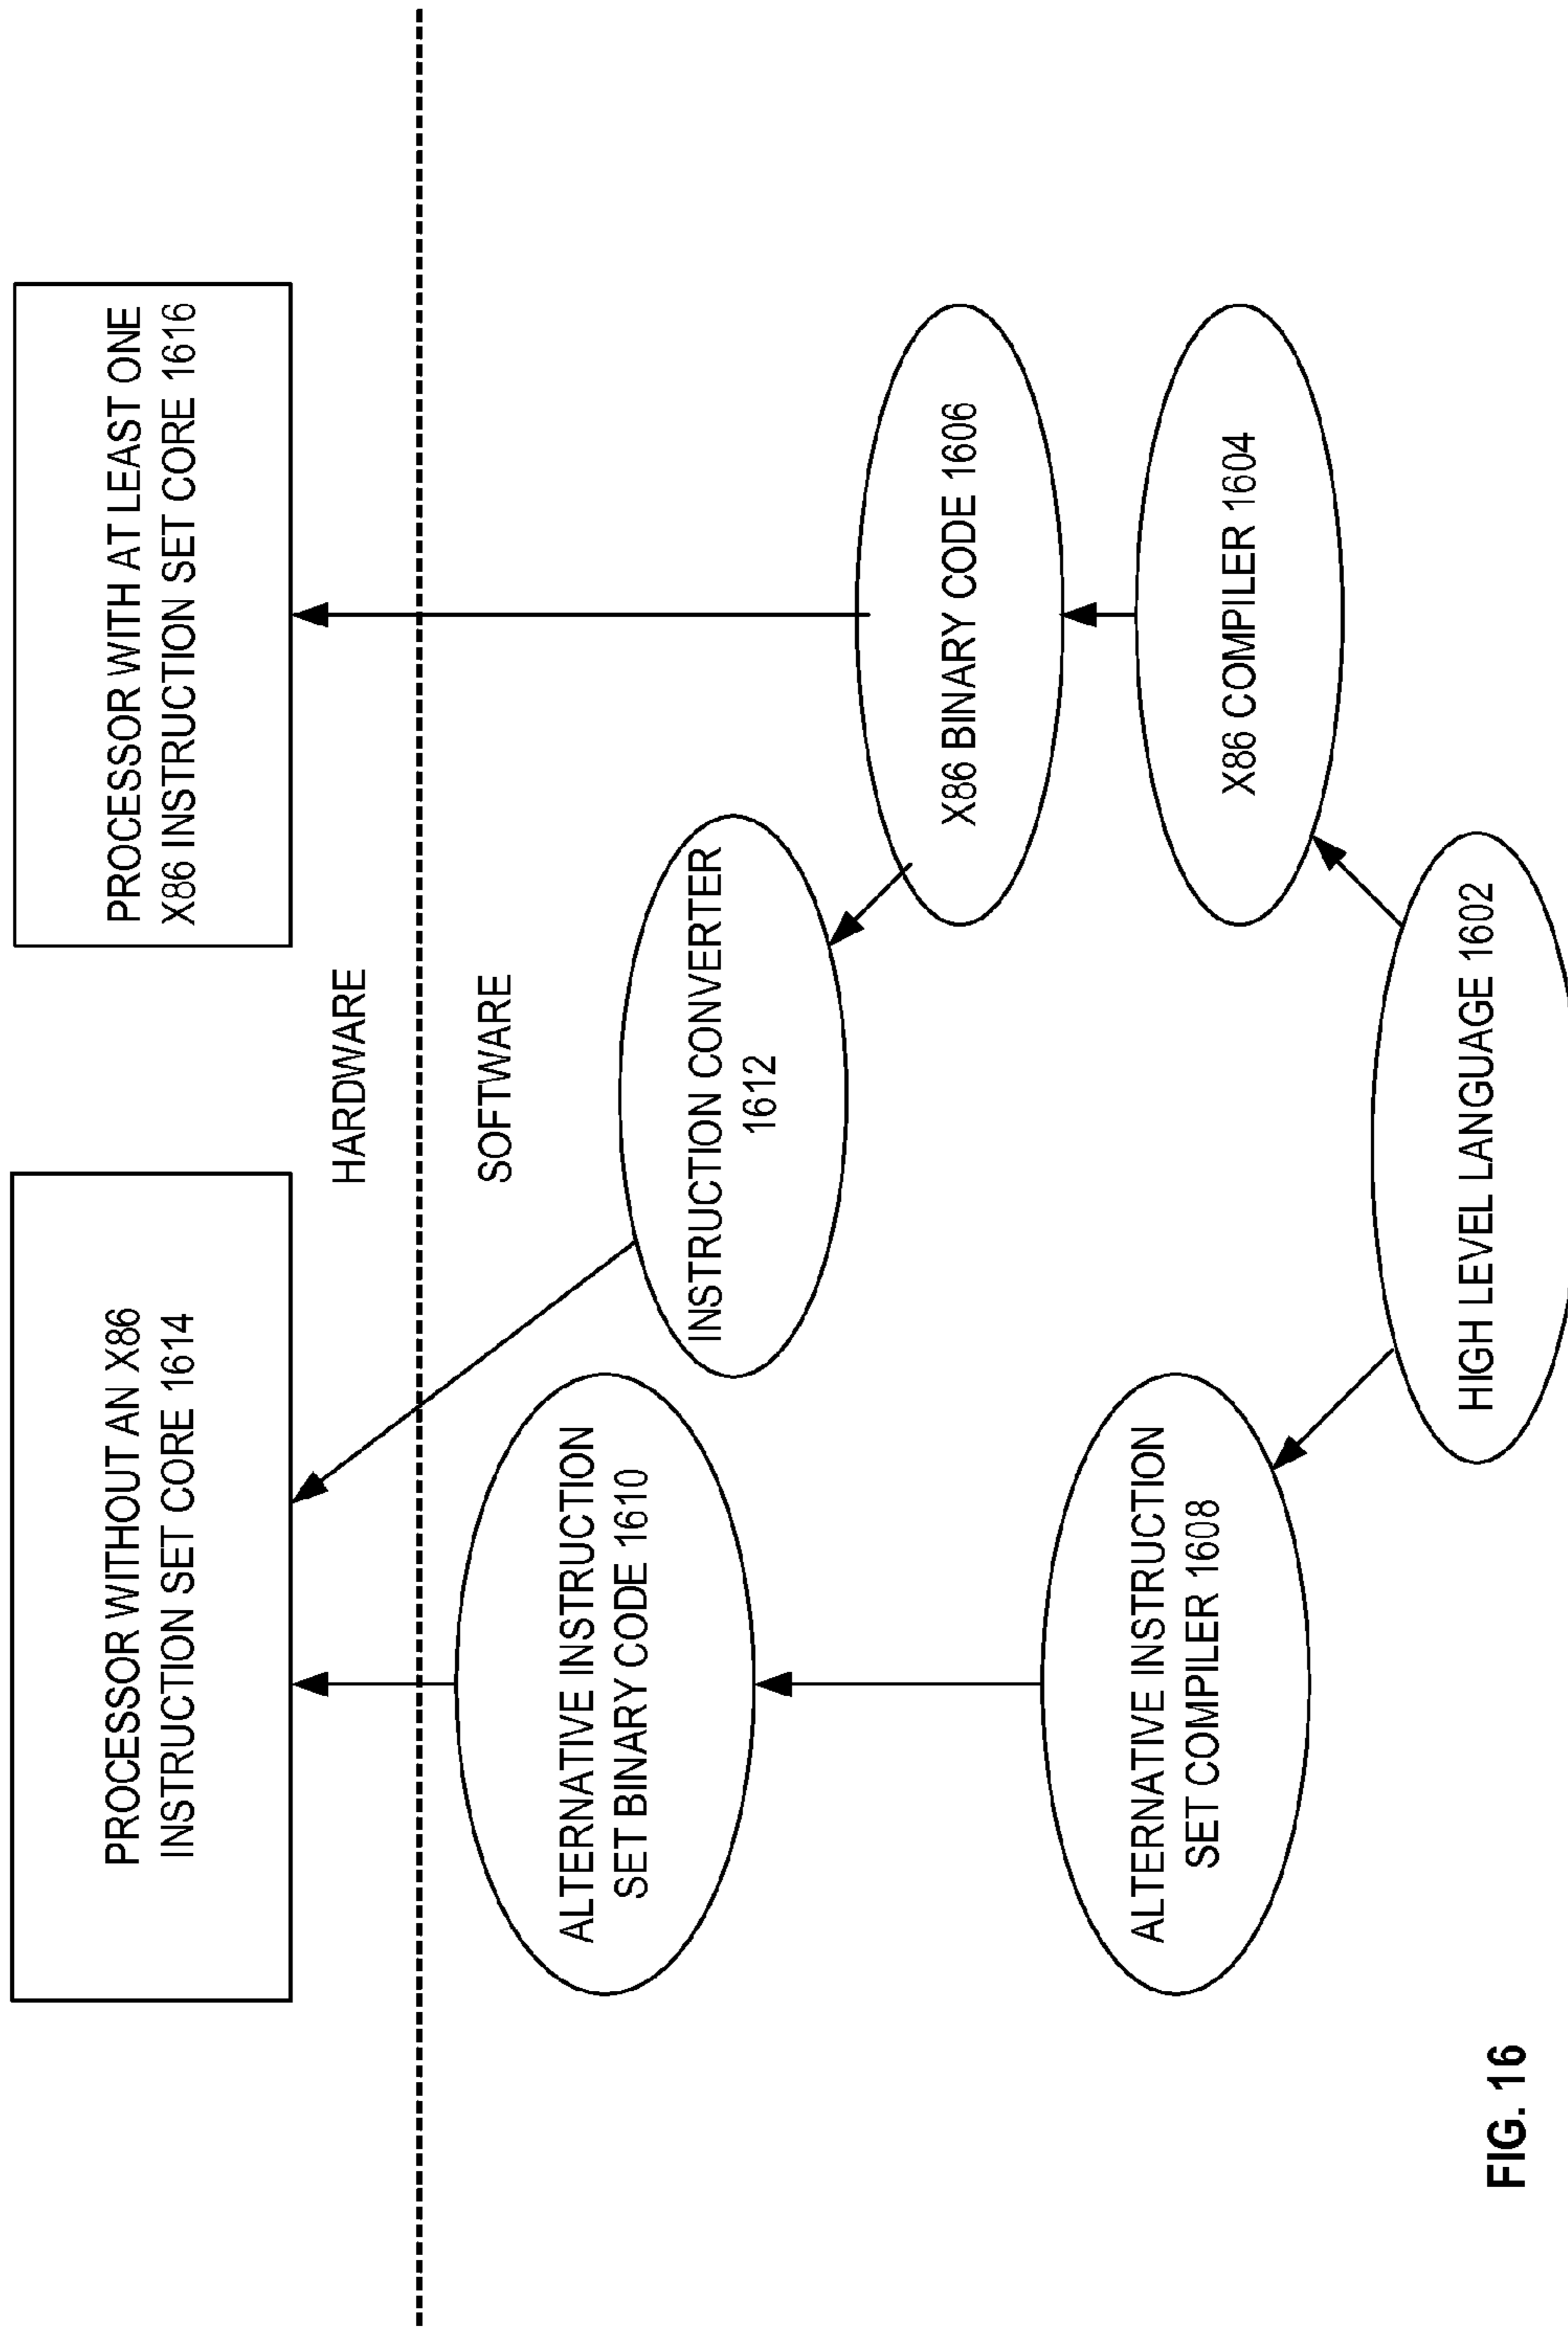 PROCESSOR WITHOUT AN X86
INSTRUCTION SET CORE 1614
PROCESSOR WITH AT LEAST ONE
X86 INSTRUCTION SET CORE 1616
HARDWARE
SOFTWARE
ALTERNATIVE INSTRUCTION
SET BINARY CODE 1610
INSTRUCTION CONVERTER
1612
X86 BINARY CODE 1606
ALTERNATIVE INSTRUCTION
SET COMPILER 1608
X86 COMPILER 1604
HIGH LEVEL LANGUAGE 1602
FIG. 16